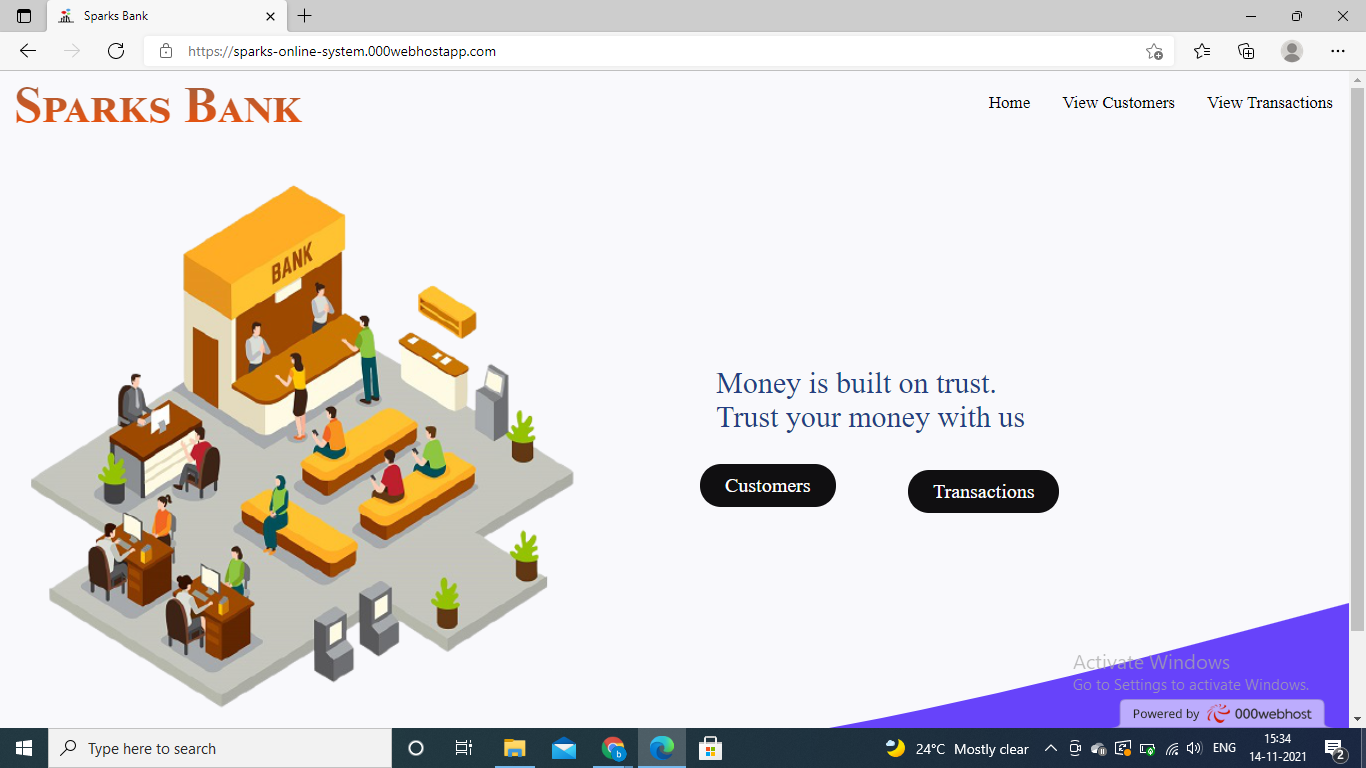 Sparks Bank
https://sparks-online-system.000webhostapp.com
SPARKS BANK
Home View Customers View Transactions
BANK
Money is built on trust.
Trust your money with us
Customers Transactions
Activate Windows
Go to Settings to activate Windows.
Powered by 000webhost
Type here to search
24°C Mostly clear
ENG
15:34
14-11-2021
2